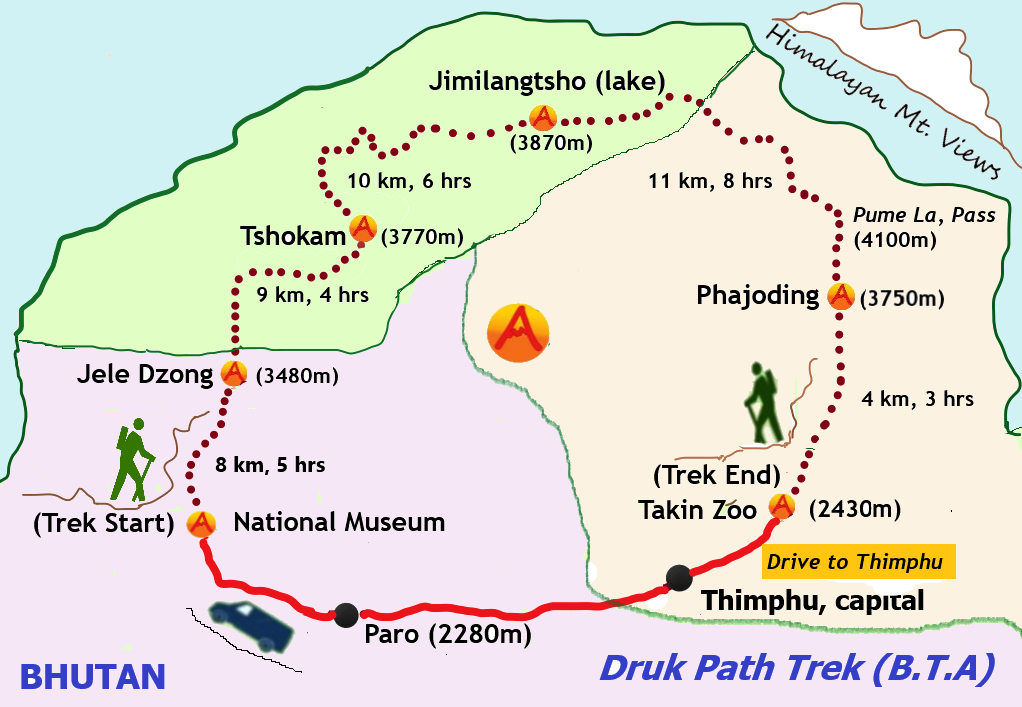 Himalayan Mt. Views
Jimilangtsho (lake)
(3870m)
10 km, 6 hrs
11 km, 8 hrs
Pume La, Pass
(4100m)
Tshokam
(3770m)
9 km, 4 hrs
Phajoding
(3750m)
Jele Dzong
(3480m)
4 km, 3 hrs
8 km, 5 hrs
(Trek End)
Takin Zoo
(2430m)
(Trek Start)
National Museum
Drive to Thimphu
Thimphu, capital
Paro (2280m)
BHUTAN
Druk Path Trek (B.T.A)